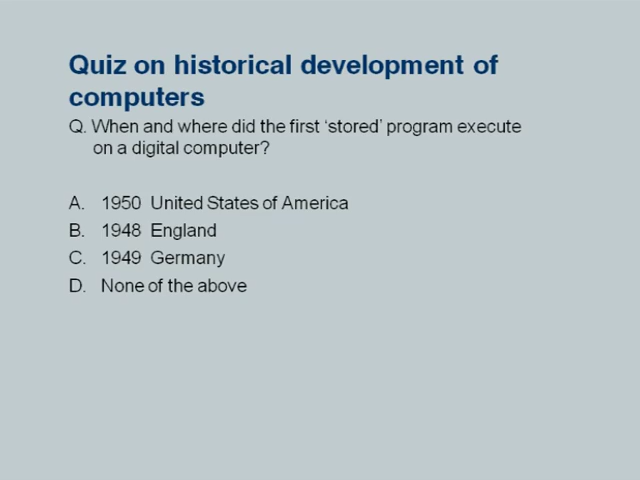 Quiz on historical development of
computers
Q. When and where did the first ‘stored’ program execute
on a digital computer?
A. 1950 United States of America
B. 1948 England
C. 1949 Germany
D. None of the above